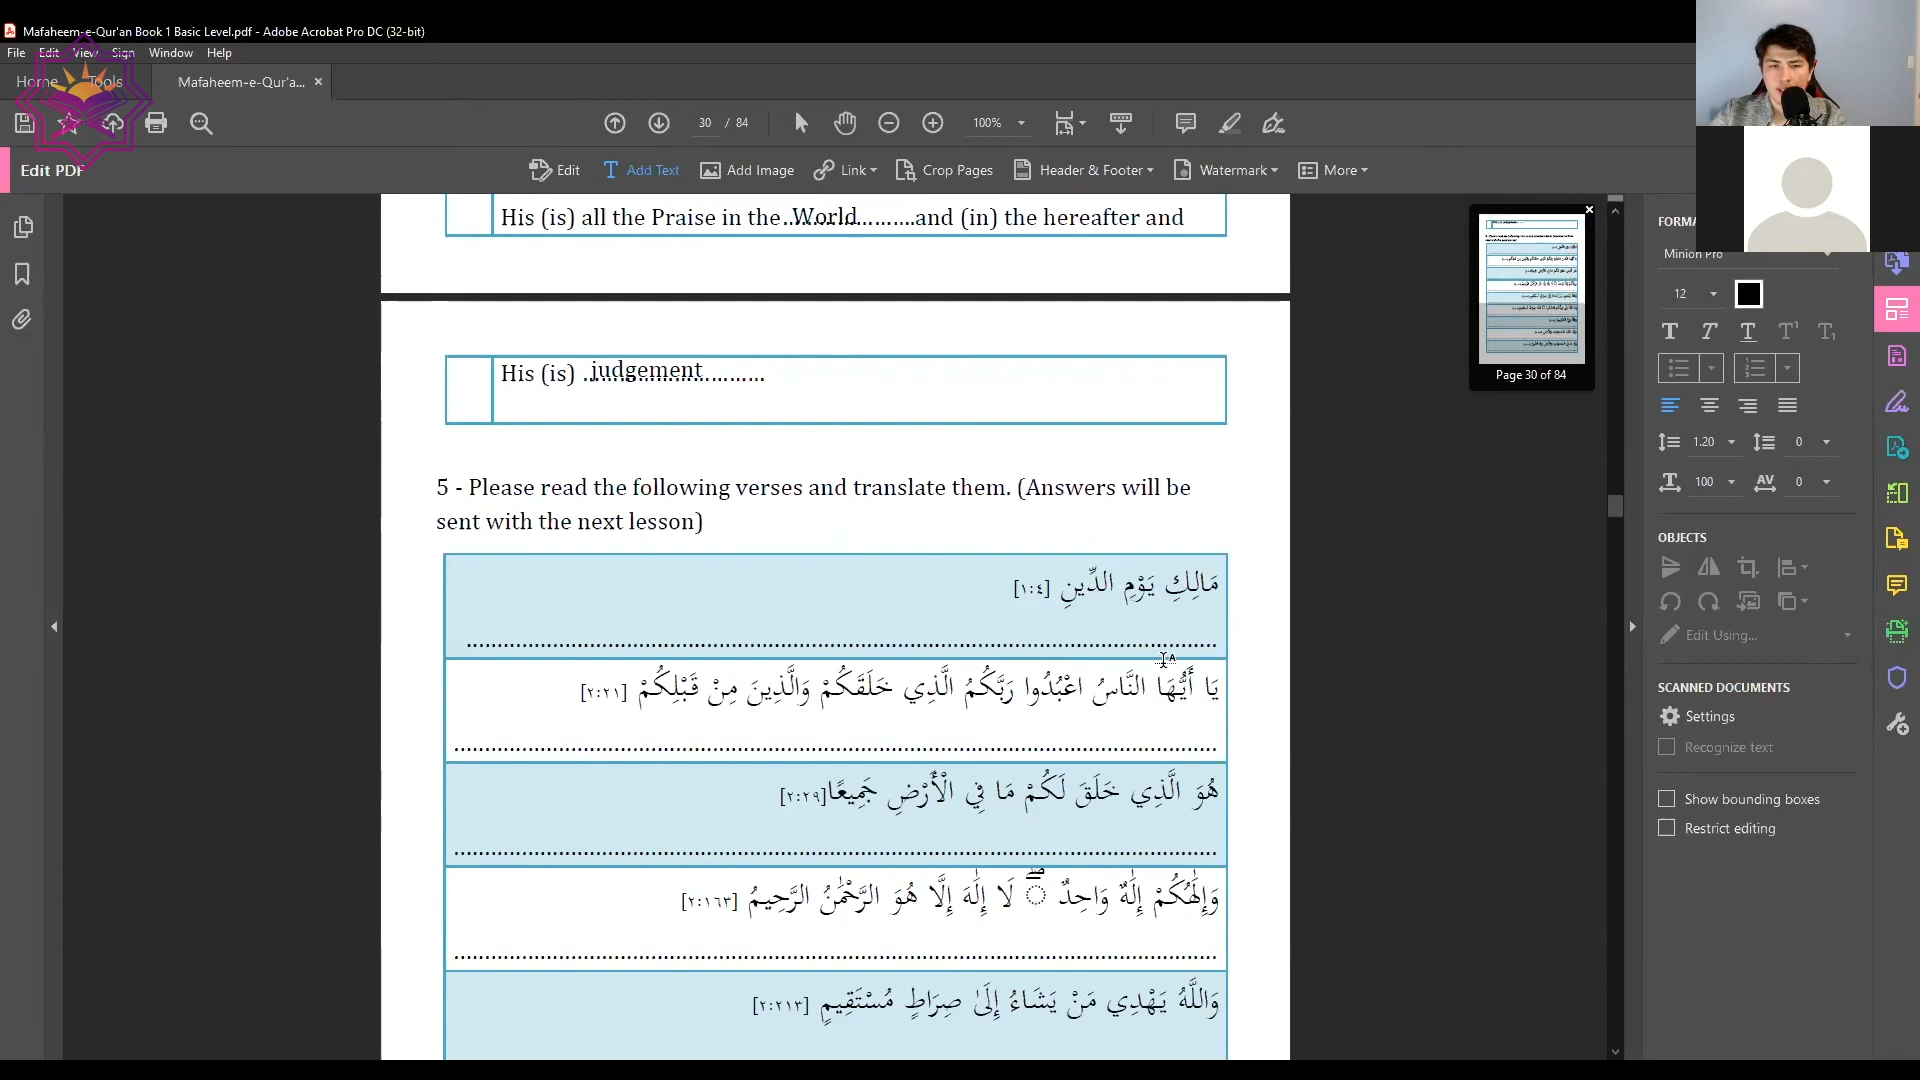 Mafaheem-e-Qur'an Book 1 Basic Level.pdf - Adobe Acrobat Pro DC (32-bit)
File Edit View Sign Window Help
Home Tools Mafaheem-e-Qur'a... ×
30 / 84 100%
Edit PDF Edit Add Text Add Image Link Crop Pages Header & Footer Watermark More
His (is) all the Praise in the......World............and (in) the hereafter and
His (is) ..judgement..........
5 - Please read the following verses and translate them. (Answers will be
sent with the next lesson)
مَالِكِ يَوْمِ الدِّينِ [١:٤]
يَا أَيُّهَا النَّاسُ اعْبُدُوا رَبَّكُمُ الَّذِي خَلَقَكُمْ وَالَّذِينَ مِنْ قَبْلِكُمْ [٢:٢١]
هُوَ الَّذِي خَلَقَ لَكُمْ مَا فِي الْأَرْضِ جَمِيعًا[٢:٢٩]
وَإِلَٰهُكُمْ إِلَٰهٌ وَاحِدٌ ۖ لَا إِلَٰهَ إِلَّا هُوَ الرَّحْمَٰنُ الرَّحِيمُ [٢:١٦٣]
وَاللَّهُ يَهْدِي مَنْ يَشَاءُ إِلَىٰ صِرَاطٍ مُسْتَقِيمٍ [٢:٢١٣]
Page 30 of 84
Minion Pro
12
1.20 0
100 0
OBJECTS
Edit Using...
SCANNED DOCUMENTS
Settings
Recognize text
Show bounding boxes
Restrict editing